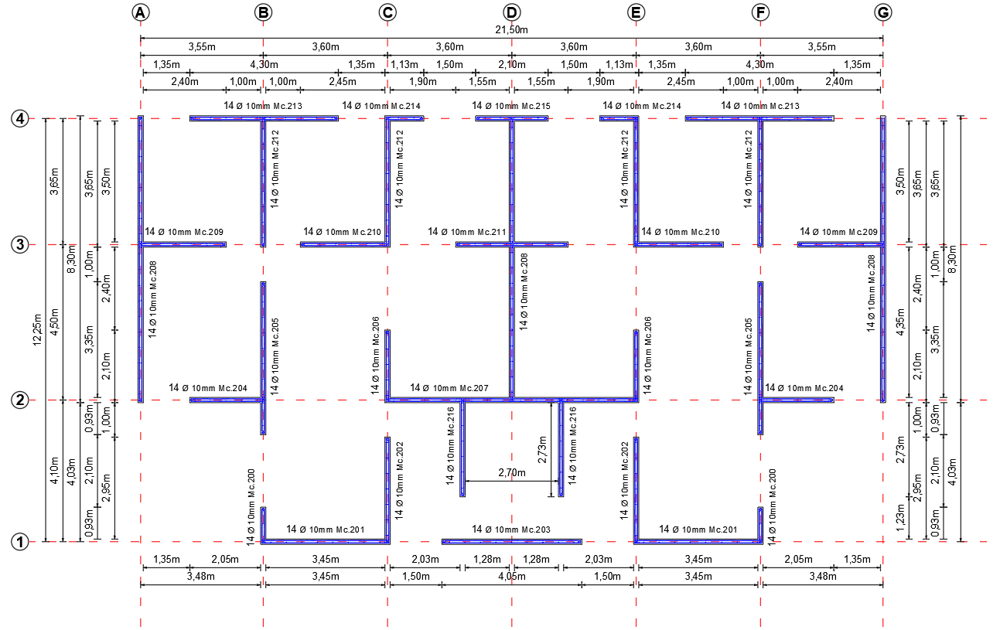 A B C D E F G
21,50m
3,55m 3,60m 3,60m 3,60m 3,60m 3,55m
1,35m 4,30m 1,35m 1,13m 1,50m 2,10m 1,50m 1,13m 1,35m 4,30m 1,35m
2,40m 1,00m 1,00m 2,45m 1,90m 1,55m 1,55m 1,90m 2,45m 1,00m 1,00m 2,40m
14 Ø 10mm Mc.213 14 Ø 10mm Mc.214 14 Ø 10mm Mc.215 14 Ø 10mm Mc.214 14 Ø 10mm Mc.213
4
3,65m 3,65m 3,50m
14 Ø 10mm Mc.212 14 Ø 10mm Mc.212 14 Ø 10mm Mc.212 14 Ø 10mm Mc.212
3,50m 3,65m 3,65m
14 Ø 10mm Mc.209 14 Ø 10mm Mc.210 14 Ø 10mm Mc.211 14 Ø 10mm Mc.210 14 Ø 10mm Mc.209
3
12,25m 4,50m 8,30m 1,00m 3,35m 2,40m 2,10m
14 Ø 10mm Mc.208 14 Ø 10mm Mc.205 14 Ø 10mm Mc.206 14 Ø 10mm Mc.208 14 Ø 10mm Mc.206 14 Ø 10mm Mc.205 14 Ø 10mm Mc.208
4,35m 2,40m 2,10m 1,00m 3,35m 8,30m
14 Ø 10mm Mc.204 14 Ø 10mm Mc.207 14 Ø 10mm Mc.204
2
4,10m 4,03m 0,93m 2,10m 0,93m 1,00m 2,95m
14 Ø 10mm Mc.200 14 Ø 10mm Mc.202 14 Ø 10mm Mc.216 2,73m 14 Ø 10mm Mc.216 14 Ø 10mm Mc.202 14 Ø 10mm Mc.200
2,70m
2,73m 1,23m 1,00m 2,95m 0,93m 2,10m 0,93m 4,03m
14 Ø 10mm Mc.201 14 Ø 10mm Mc.203 14 Ø 10mm Mc.201
1
1,35m 2,05m 3,45m 2,03m 1,28m 1,28m 2,03m 3,45m 2,05m 1,35m
3,48m 3,45m 1,50m 4,05m 1,50m 3,45m 3,48m